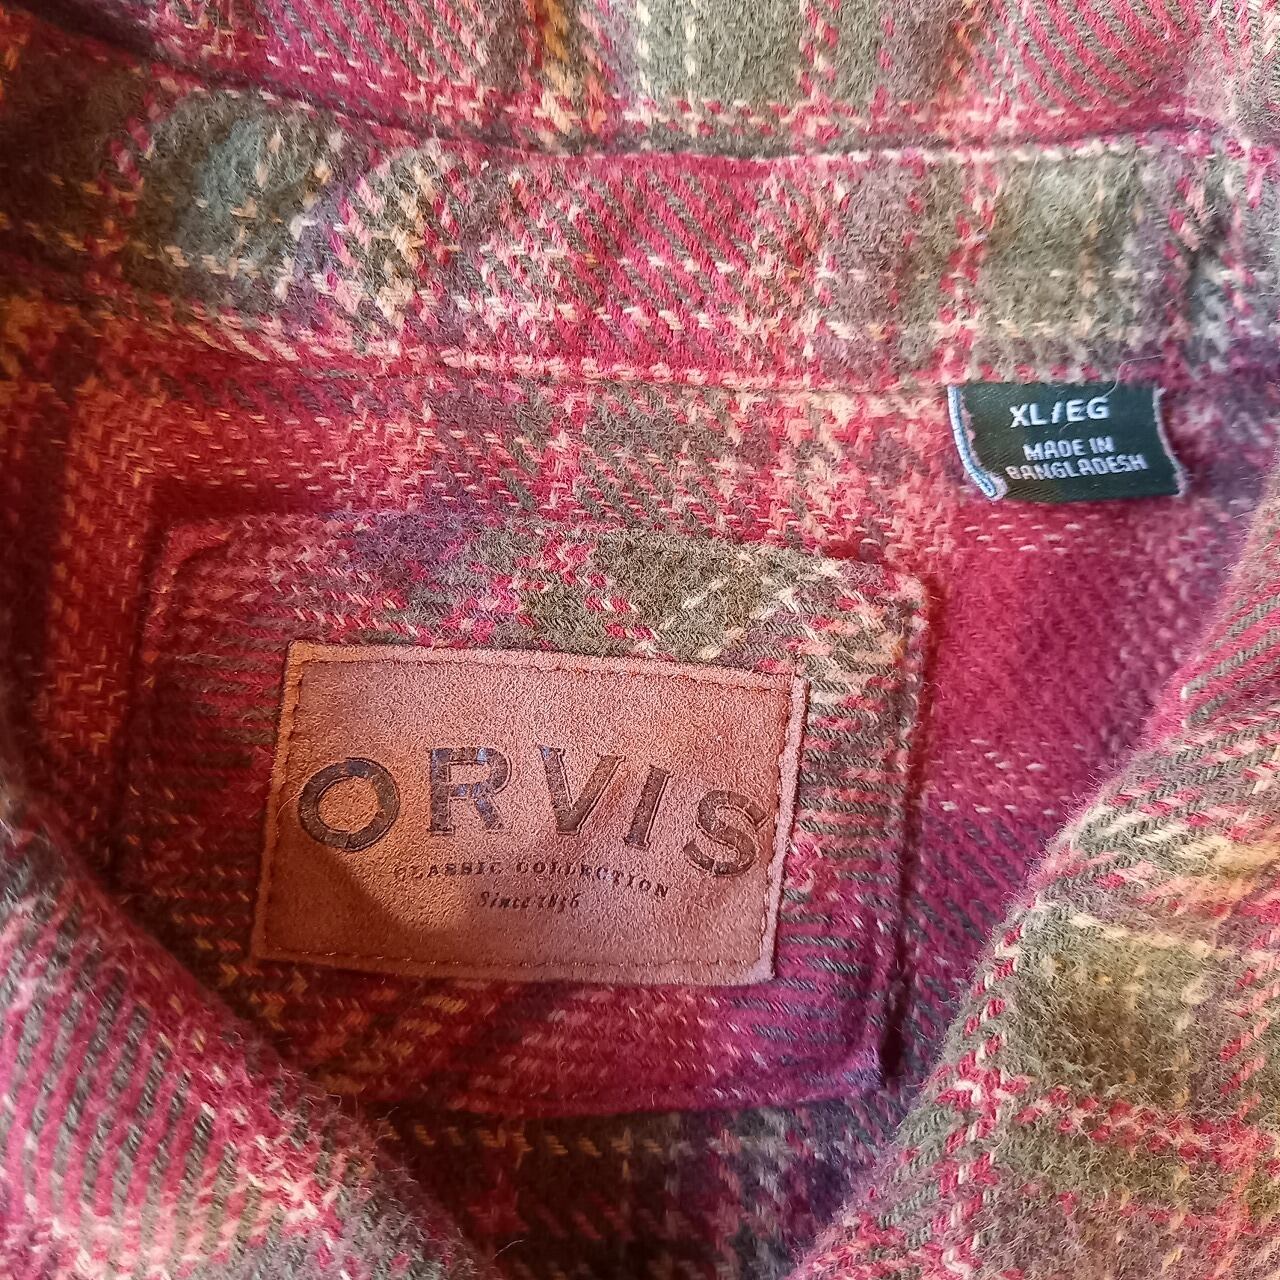 XL/EG
MADE IN
BANGLADESH
ORVIS
CLASSIC COLLECTION
Since 1856